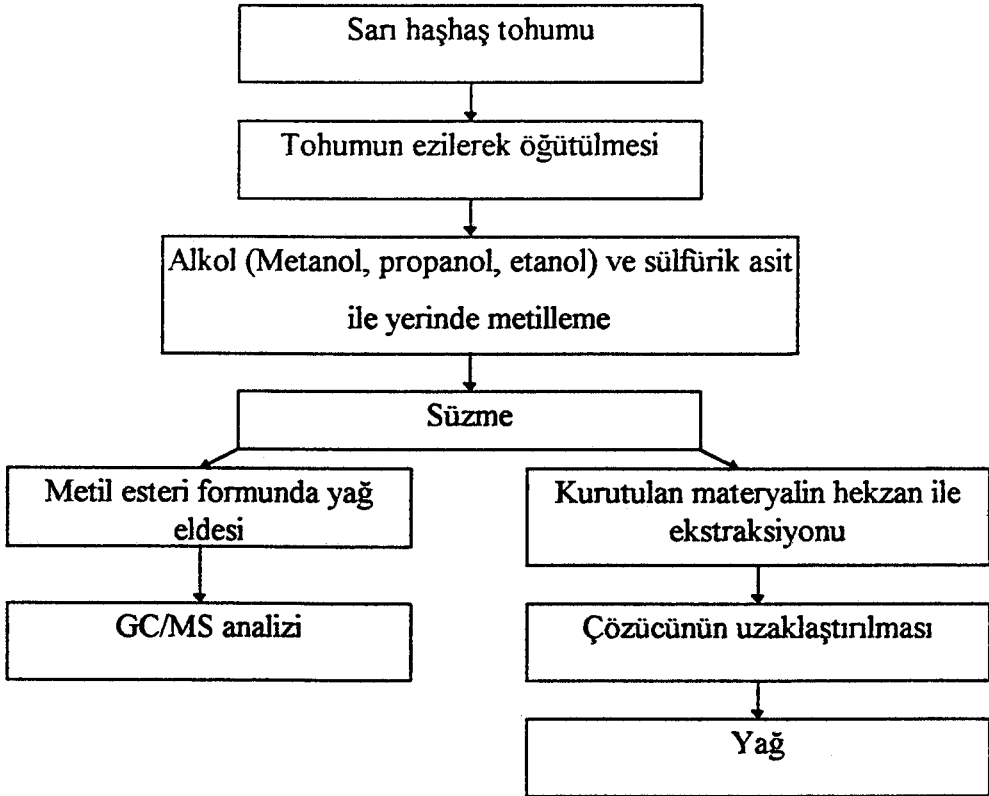 Sarı haşhaş tohumu
Tohumun ezilerek öğütülmesi
Alkol (Metanol, propanol, etanol) ve sülfürik asit
ile yerinde metilleme
Süzme
Metil esteri formunda yağ
eldesi
GC/MS analizi
Kurutulan materyalin hekzan ile
ekstraksiyonu
Çözücünün uzaklaştırılması
Yağ